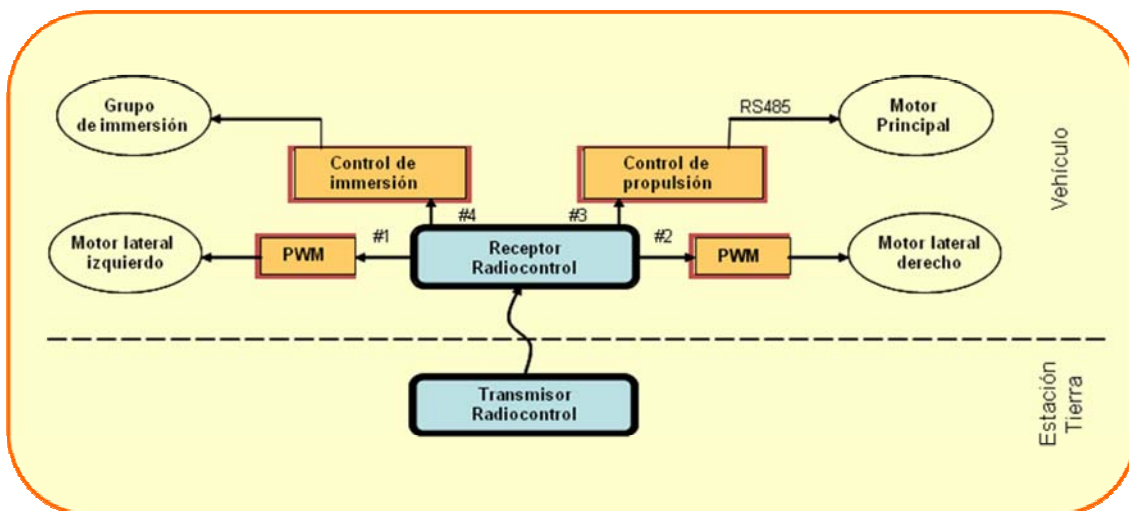 Grupo
de immersión
RS485
Motor
Principal
Control de
immersión
Control de
propulsión
#4
#3
Motor lateral
izquierdo
PWM
#1
Receptor
Radiocontrol
#2
PWM
Motor lateral
derecho
Vehículo
Transmisor
Radiocontrol
Estación
Tierra